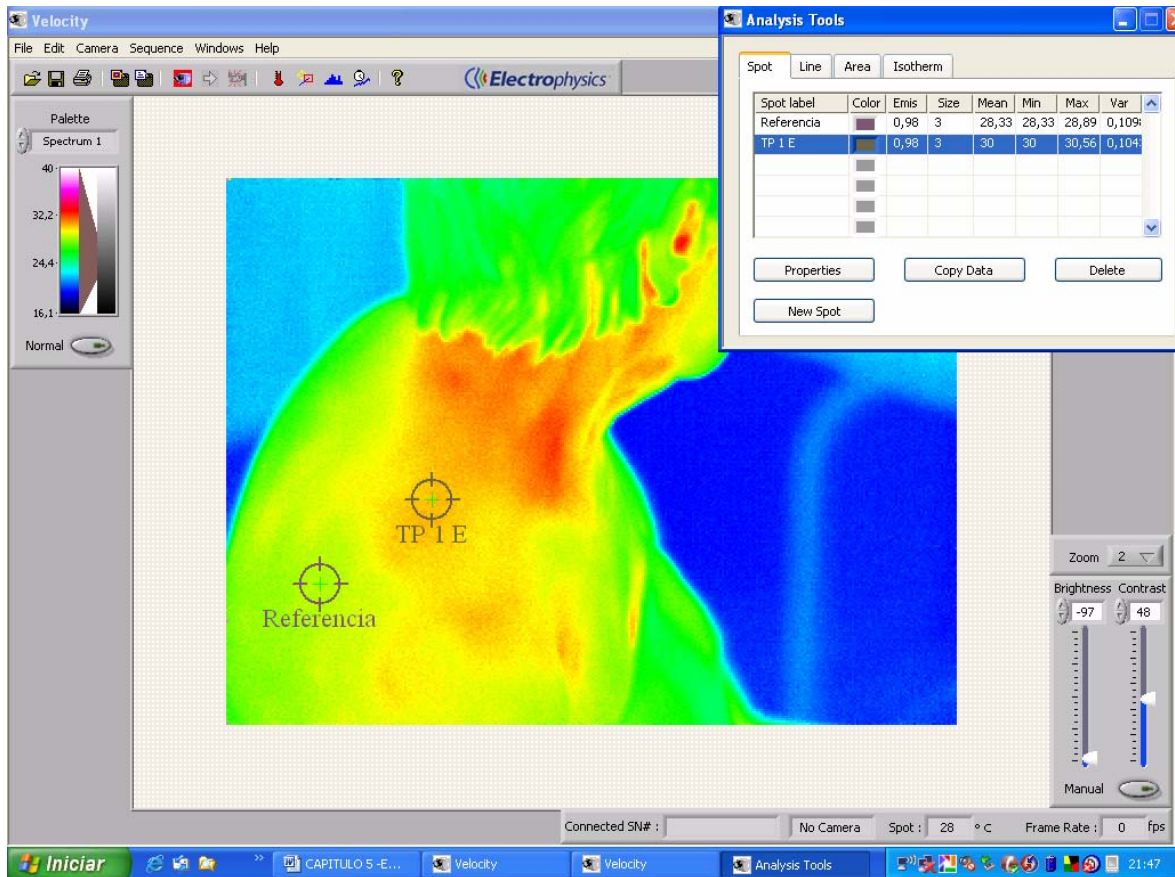 Velocity
File Edit Camera Sequence Windows Help
Electrophysics
Palette
Spectrum 1
40
32,2
24,4
16,1
Normal
TP 1 E
Referencia
Analysis Tools
Spot Line Area Isotherm
Spot label Color Emis Size Mean Min Max Var
Referencia 0,98 3 28,33 28,33 28,89
TP 1 E 0,98 3 30 30 30,56
Properties Copy Data Delete
New Spot
Zoom 2
Brightness Contrast
-97 48
Manual
Connected SN# : No Camera Spot : 28 °C Frame Rate : 0 fps
Iniciar CAPITULO 5 -E... Velocity Velocity Analysis Tools 21:47